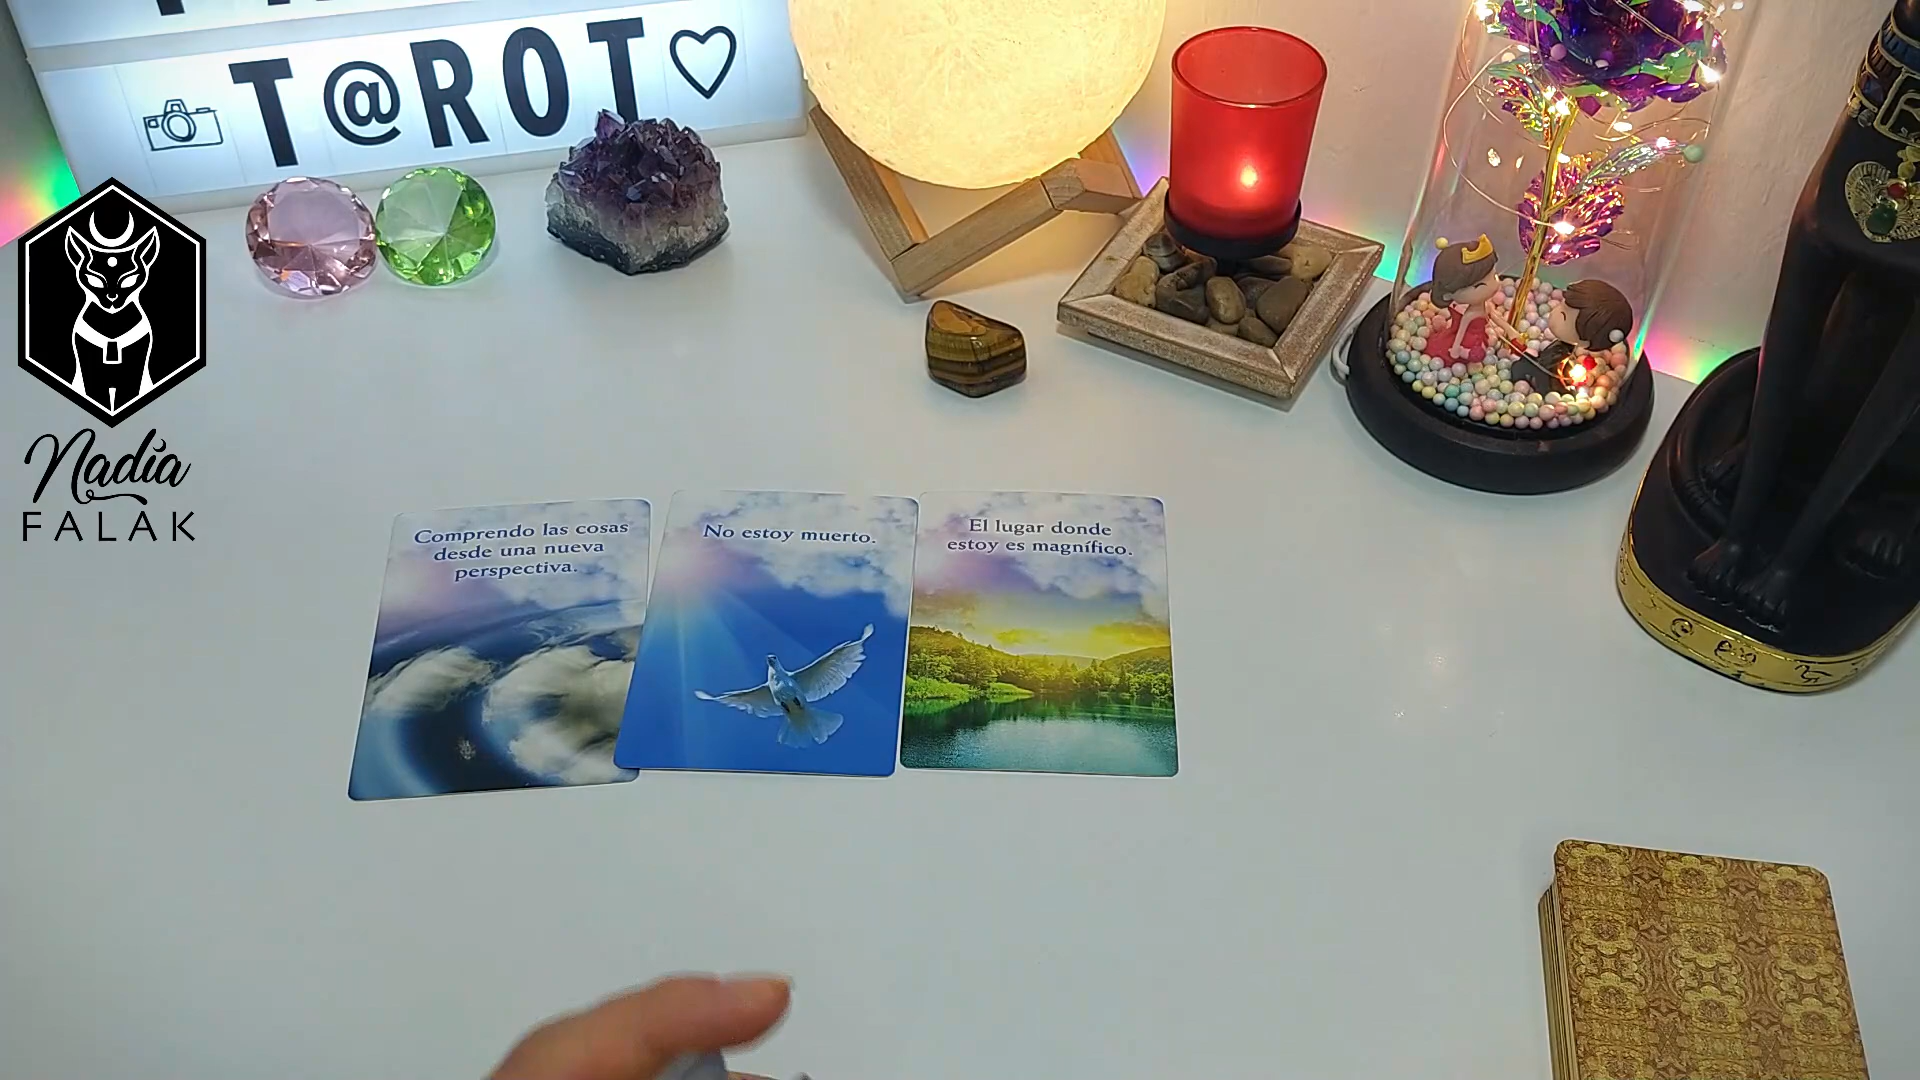 T@ROT
Nadia
FALAK
Comprendo las cosas
desde una nueva
perspectiva.
No estoy muerto.
El lugar donde
estoy es magnífico.